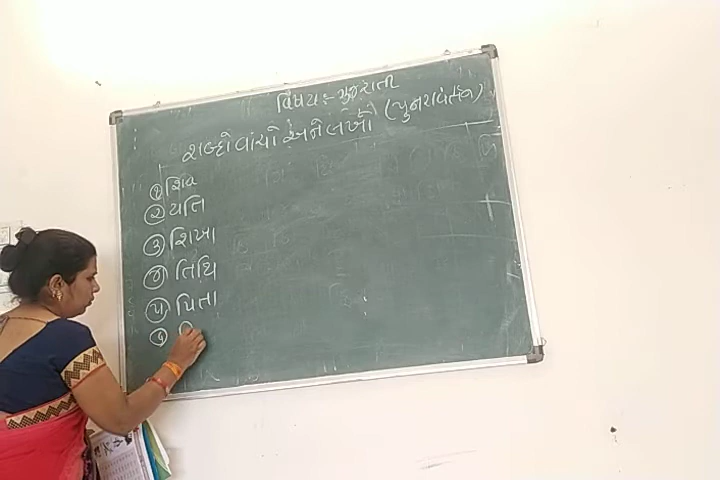 વિષય:- ગુજરાતી
શબ્દો વાંચો અને લખો (પુનરાવર્તન)
૧ શિવ
૨ યતિ
૩ શિખા
૪ તિથિ
૫ પિતા
૬